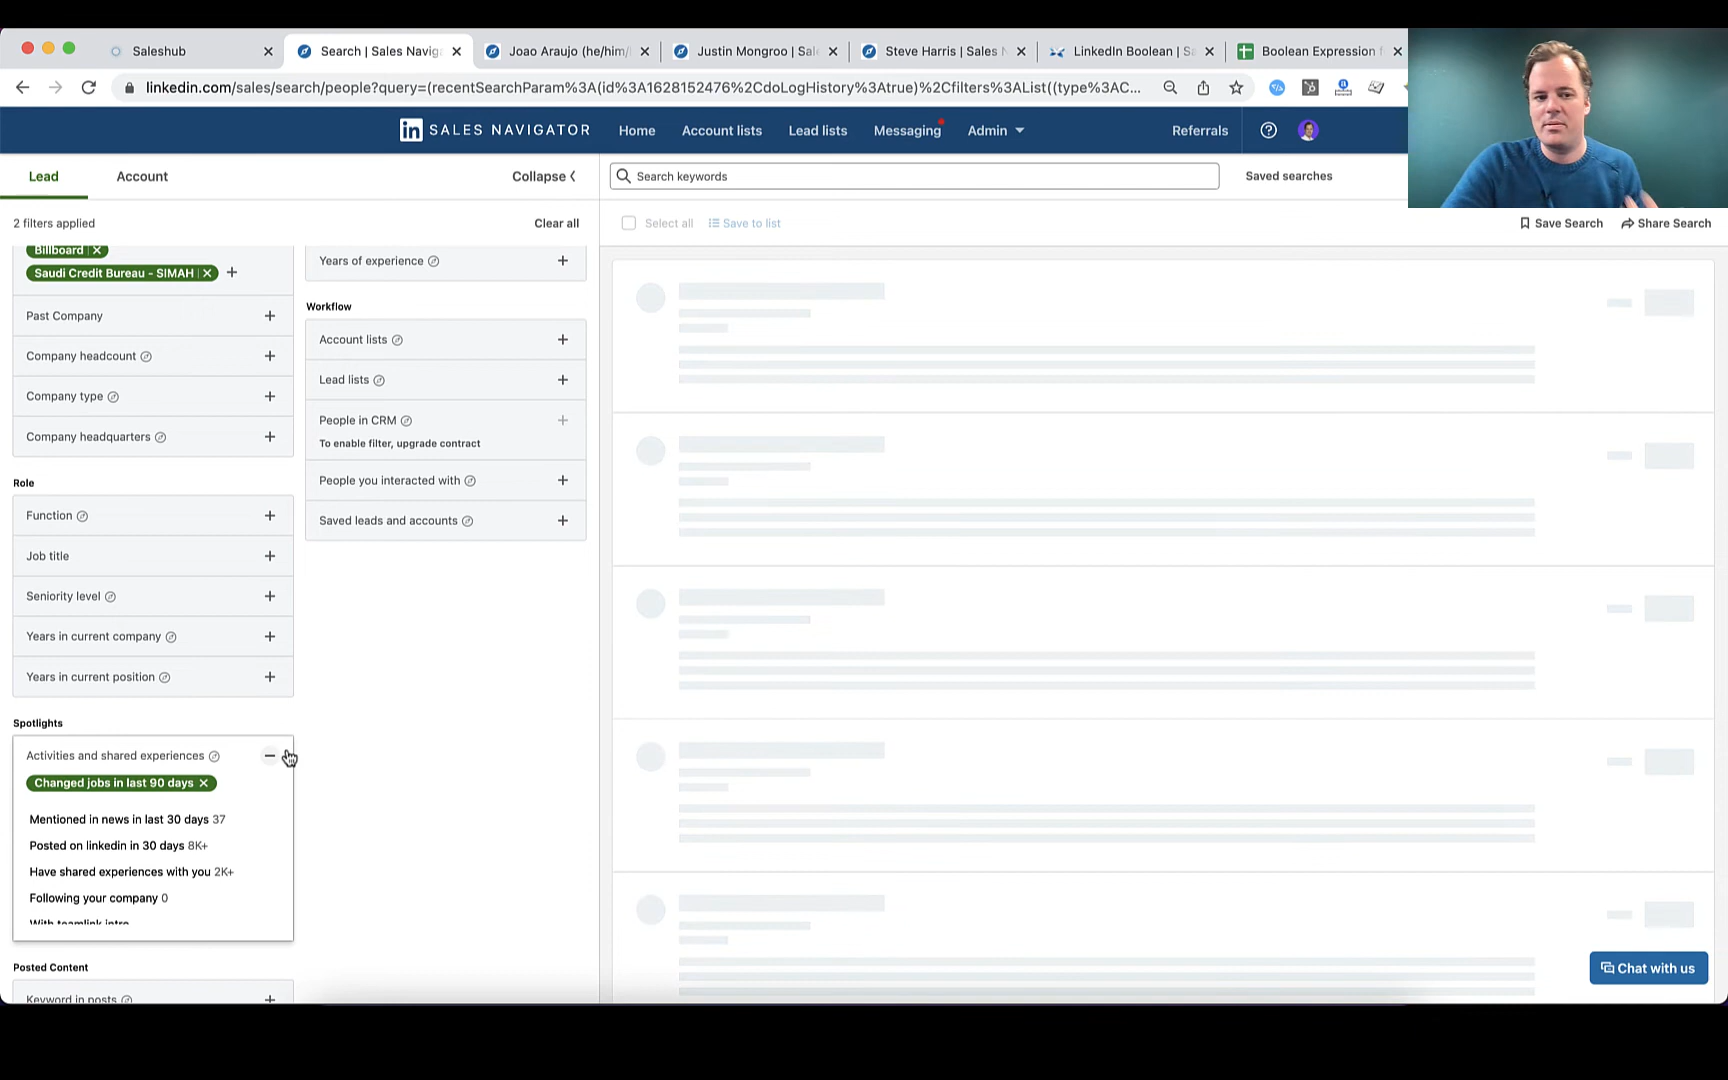 Saleshub
Search | Sales Navig
Joao Araujo (he/him/
Justin Mongroo | Sal
Steve Harris | Sales N
LinkedIn Boolean | Sa
Boolean Expression f
linkedin.com/sales/search/people?query=(recentSearchParam%3A(id%3A1628152476%2CdoLogHistory%3Atrue)%2Cfilters%3AList((type%3AC...
in SALES NAVIGATOR
Home
Account lists
Lead lists
Messaging
Admin
Referrals
Lead
Account
Collapse
Search keywords
Saved searches
2 filters applied
Clear all
Select all
Save to list
Save Search
Share Search
Billboard
Saudi Credit Bureau - SIMAH
Past Company
Company headcount
Company type
Company headquarters
Role
Function
Job title
Seniority level
Years in current company
Years in current position
Spotlights
Activities and shared experiences
Changed jobs in last 90 days
Mentioned in news in last 30 days 37
Posted on linkedin in 30 days 8K+
Have shared experiences with you 2K+
Following your company 0
With teamlink intro
Posted Content
Keyword in posts
Years of experience
Workflow
Account lists
Lead lists
People in CRM
To enable filter, upgrade contract
People you interacted with
Saved leads and accounts
Chat with us